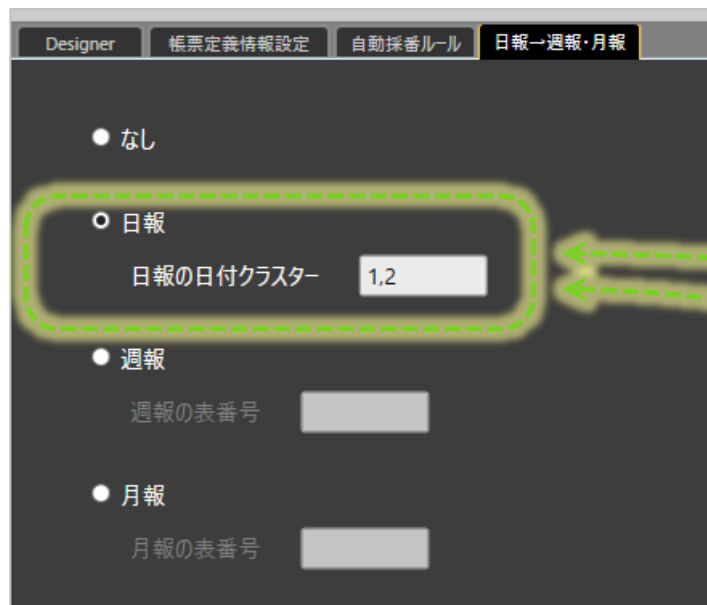 Designer 帳票定義情報設定 自動採番ルール 日報→週報・月報
なし
日報
日報の日付クラスター 1,2
週報
週報の表番号
月報
月報の表番号